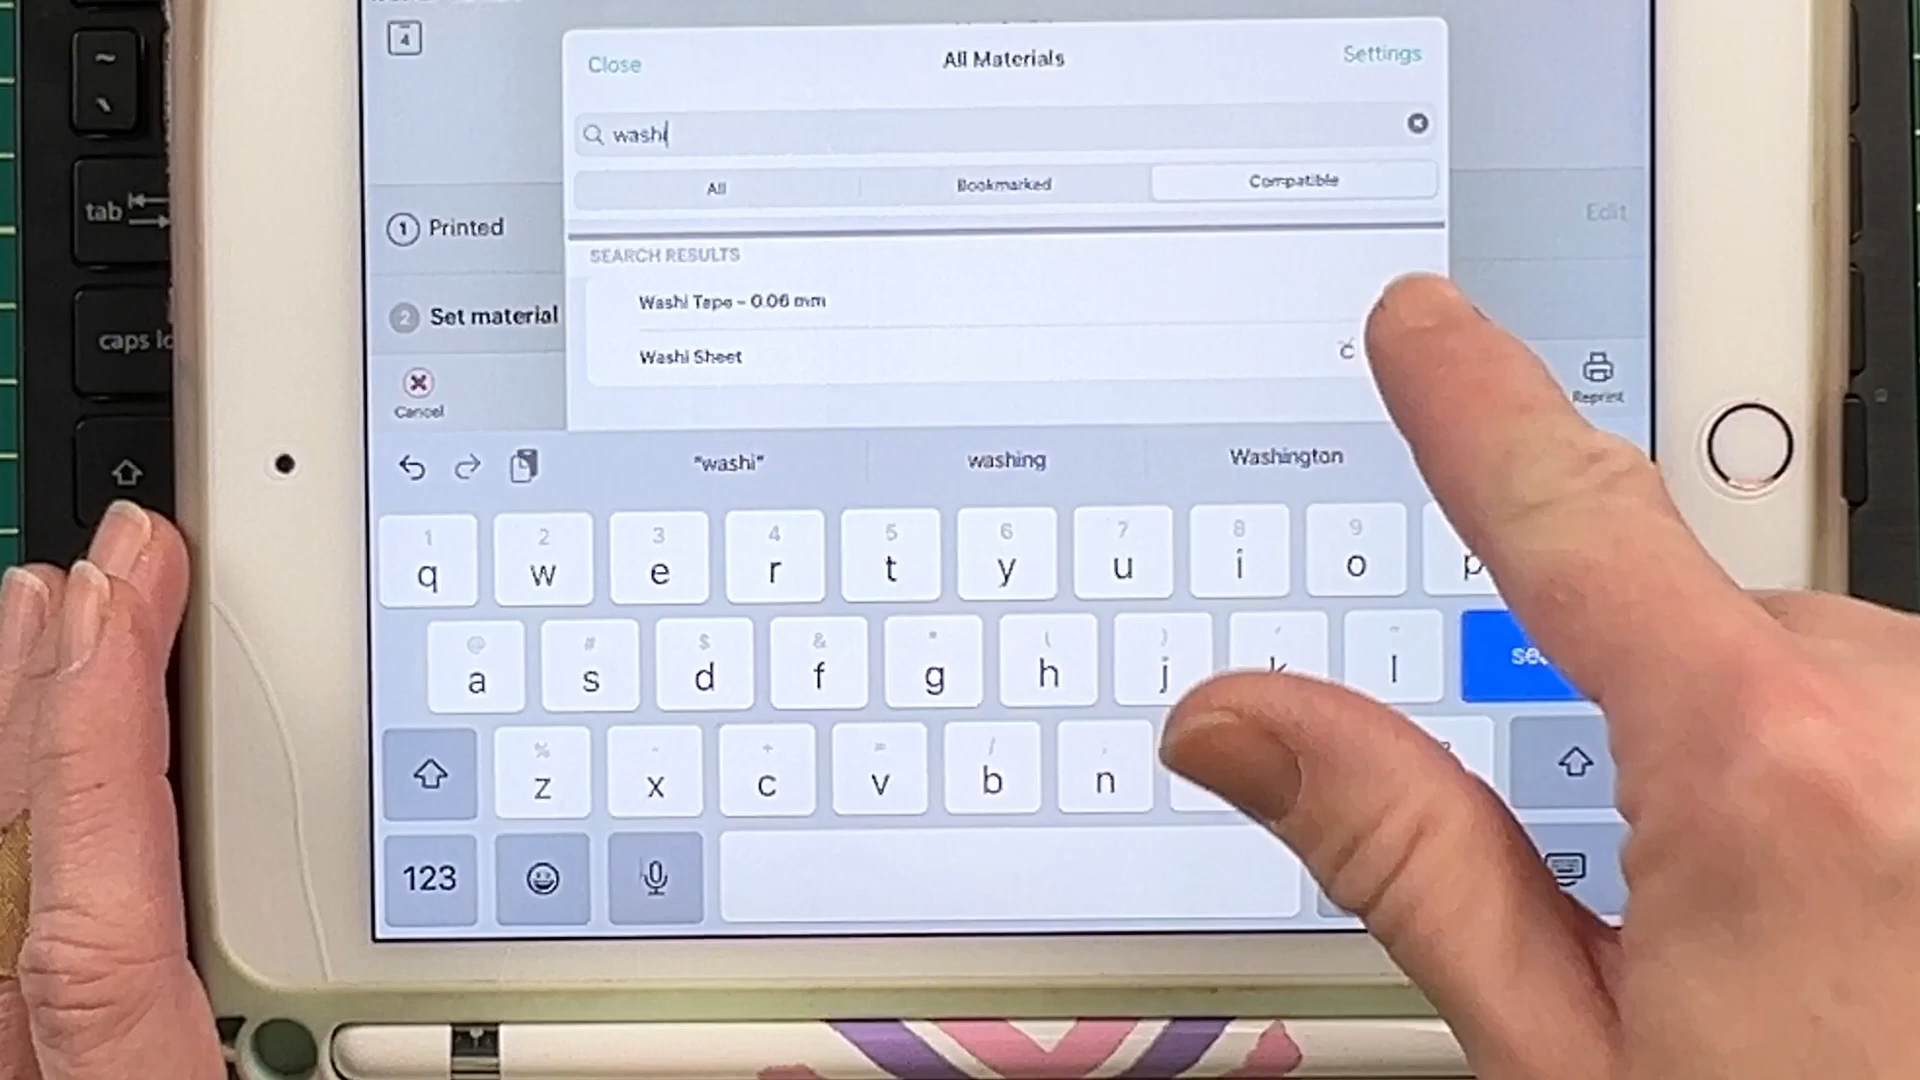 4
Close All Materials Settings
washi
All Bookmarked Compatible
SEARCH RESULTS
Washi Tape – 0.06 mm
Washi Sheet
1 Printed
Edit
2 Set material
Cancel
Reprint
"washi" washing Washington
1 2 3 4 5 6 7 8 9
q w e r t y u i o p
@ # $ & * ( ) ' "
a s d f g h j k l
% - + = / ;
z x c v b n
123
~
tab
caps lo